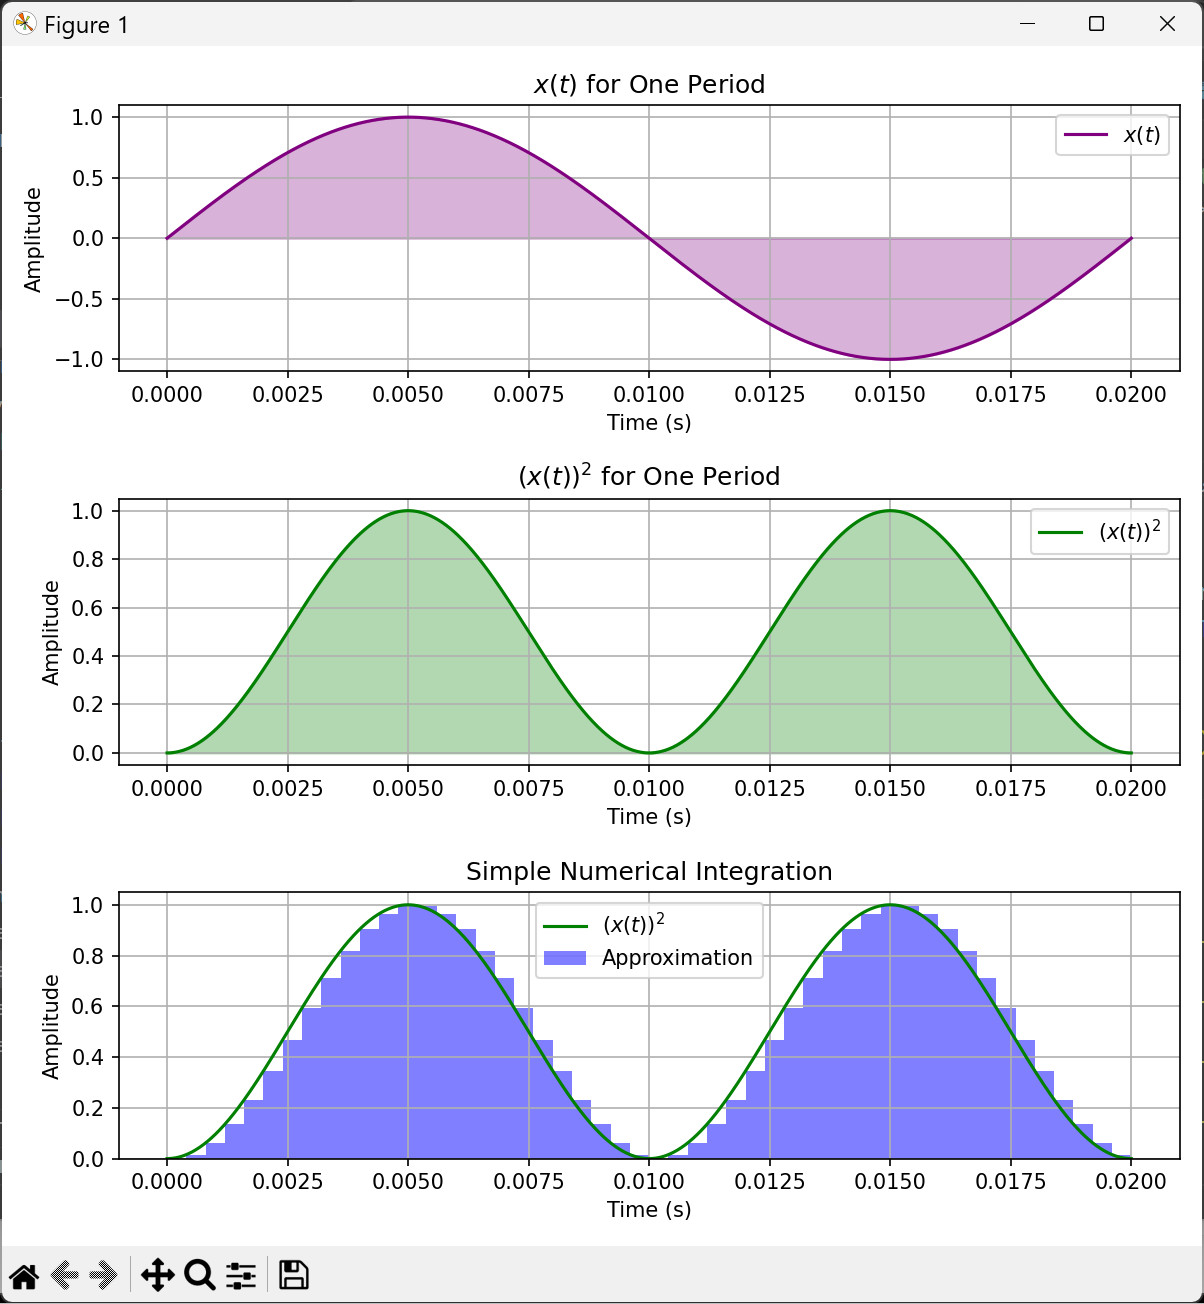 Figure 1
x(t) for One Period
1.0
0.5
0.0
−0.5
−1.0
Amplitude
x(t)
0.0000 0.0025 0.0050 0.0075 0.0100 0.0125 0.0150 0.0175 0.0200
Time (s)
(x(t))² for One Period
1.0
0.8
0.6
0.4
0.2
0.0
Amplitude
(x(t))²
0.0000 0.0025 0.0050 0.0075 0.0100 0.0125 0.0150 0.0175 0.0200
Time (s)
Simple Numerical Integration
1.0
0.8
0.6
0.4
0.2
0.0
Amplitude
(x(t))²
Approximation
0.0000 0.0025 0.0050 0.0075 0.0100 0.0125 0.0150 0.0175 0.0200
Time (s)